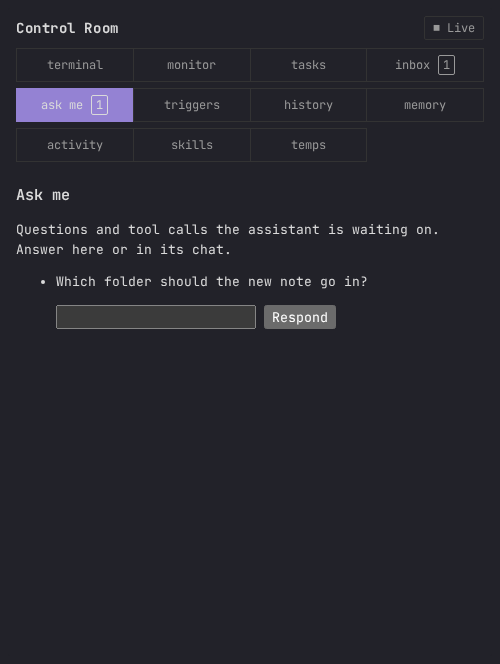 Control Room
Live
terminal
monitor
tasks
inbox 1
ask me 1
triggers
history
memory
activity
skills
temps
Ask me
Questions and tool calls the assistant is waiting on.
Answer here or in its chat.
Which folder should the new note go in?
Respond